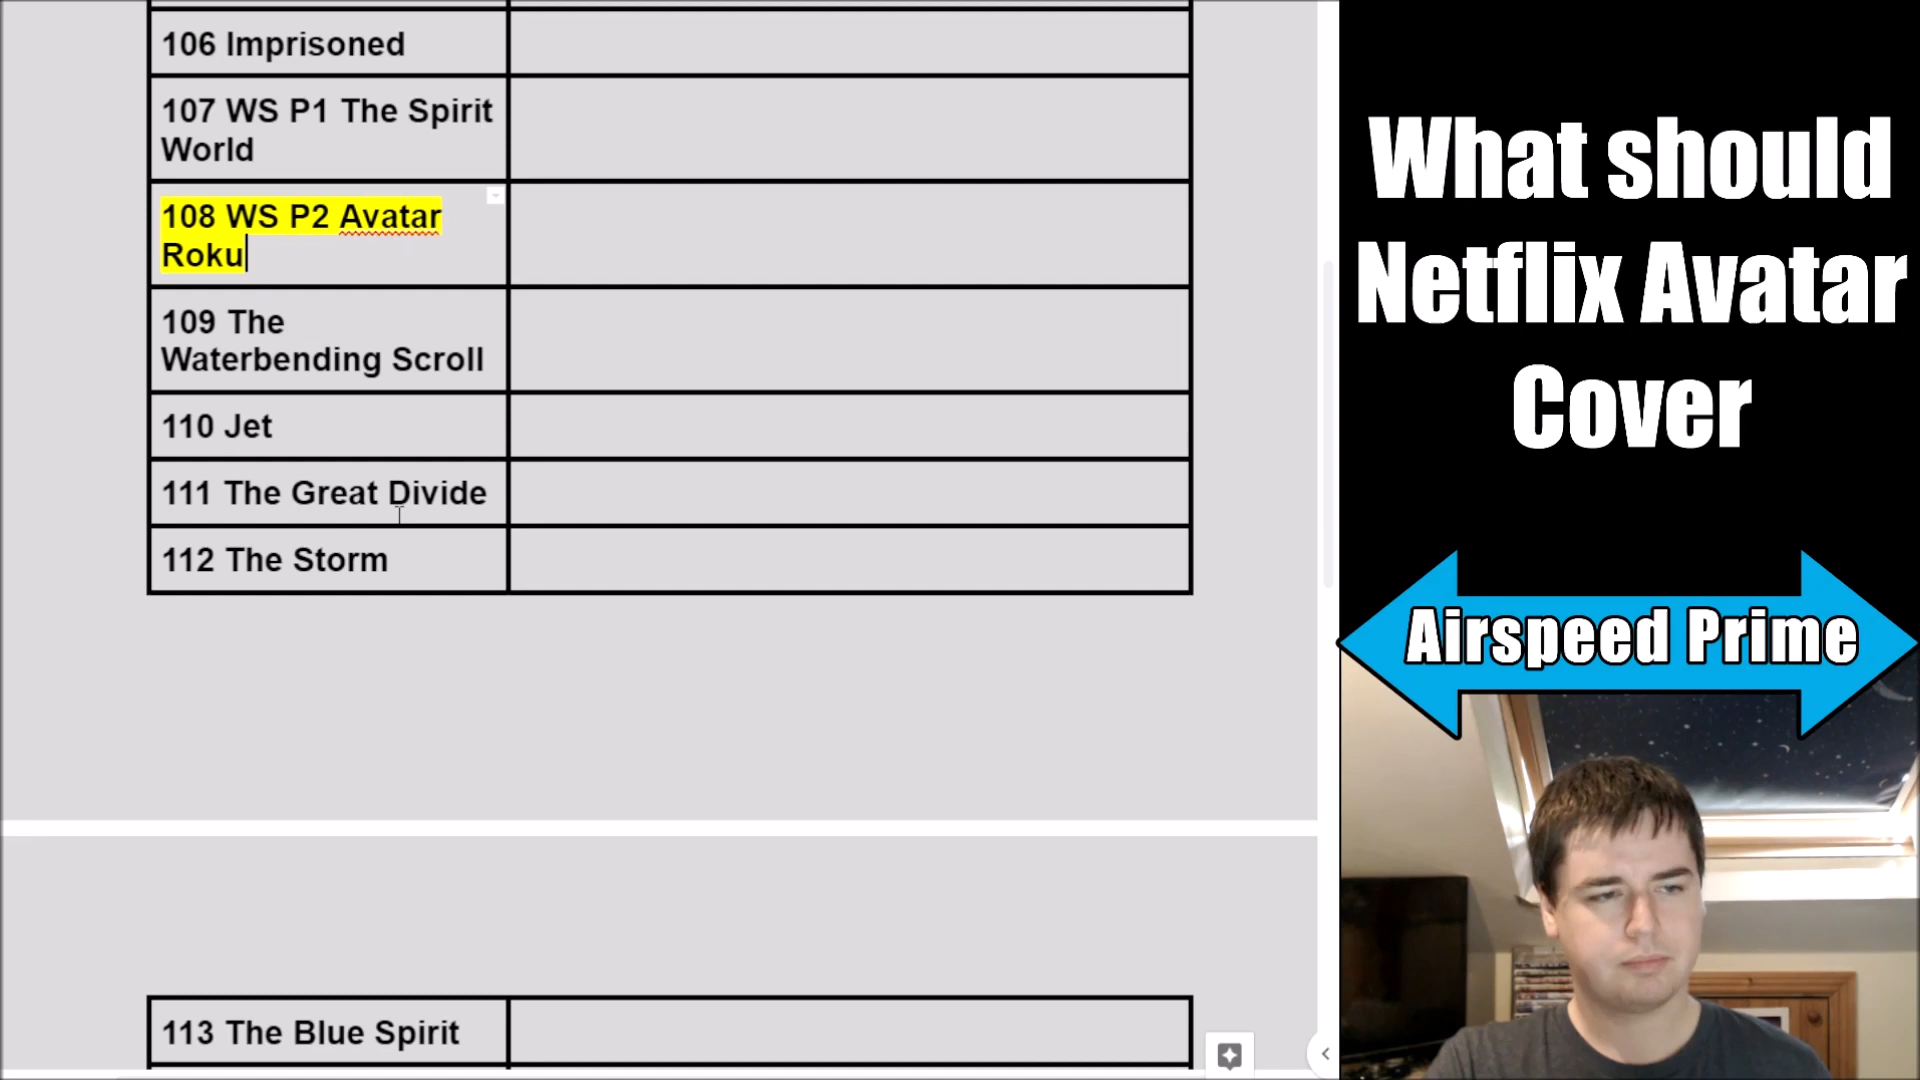 106 Imprisoned
107 WS P1 The Spirit
World
108 WS P2 Avatar
Roku
109 The
Waterbending Scroll
110 Jet
111 The Great Divide
112 The Storm
113 The Blue Spirit
What should
Netflix Avatar
Cover
Airspeed Prime